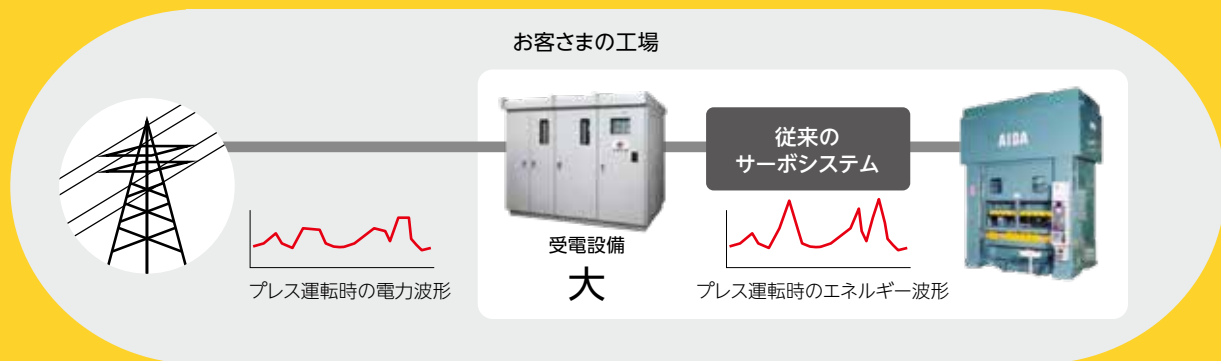 お客さまの工場
従来の
サーボシステム
AIDA
受電設備
大
プレス運転時の電力波形
プレス運転時のエネルギー波形